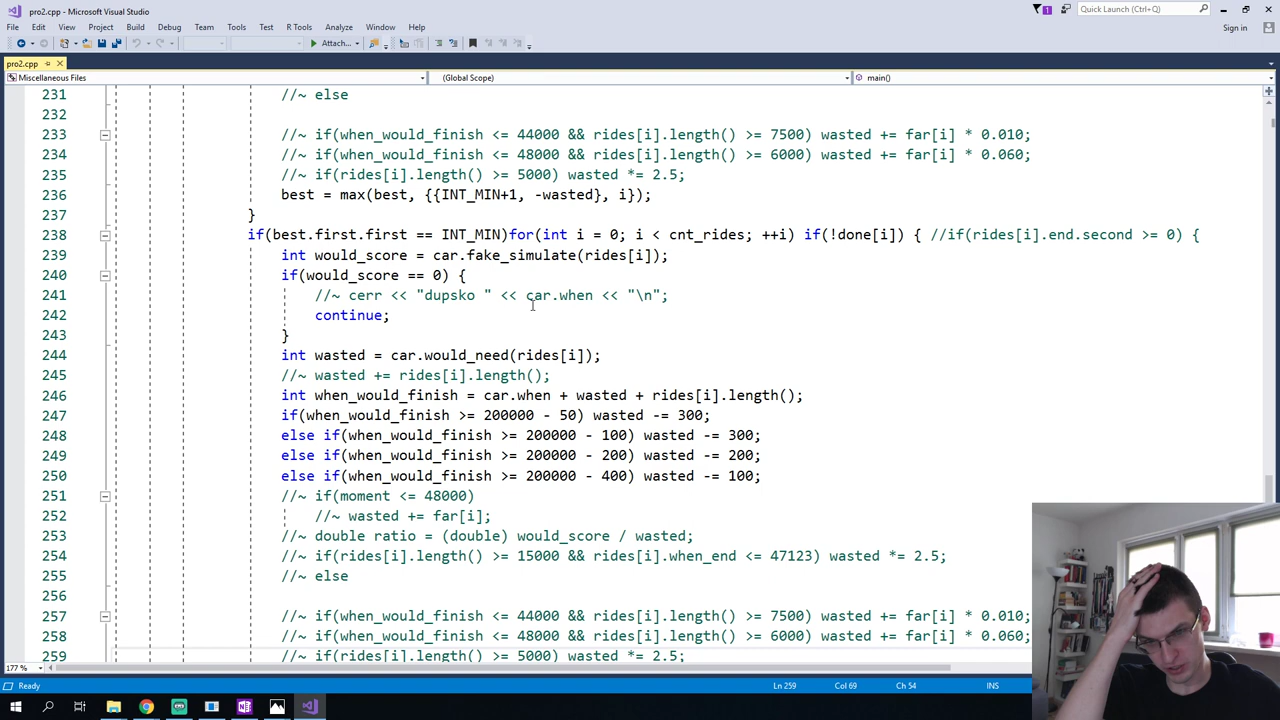 pro2.cpp - Microsoft Visual Studio
1
Quick Launch (Ctrl+Q)
File Edit View Project Build Debug Team Tools Test R Tools Analyze Window Help
Sign in
Attach...
pro2.cpp
Miscellaneous Files (Global Scope) main()
231 //~ else
232
233 //~ if(when_would_finish <= 44000 && rides[i].length() >= 7500) wasted += far[i] * 0.010;
234 //~ if(when_would_finish <= 48000 && rides[i].length() >= 6000) wasted += far[i] * 0.060;
235 //~ if(rides[i].length() >= 5000) wasted *= 2.5;
236 best = max(best, {{INT_MIN+1, -wasted}, i});
237 }
238 if(best.first.first == INT_MIN)for(int i = 0; i < cnt_rides; ++i) if(!done[i]) { //if(rides[i].end.second >= 0) {
239 int would_score = car.fake_simulate(rides[i]);
240 if(would_score == 0) {
241 //~ cerr << "dupsko " << car.when << "\n";
242 continue;
243 }
244 int wasted = car.would_need(rides[i]);
245 //~ wasted += rides[i].length();
246 int when_would_finish = car.when + wasted + rides[i].length();
247 if(when_would_finish >= 200000 - 50) wasted -= 300;
248 else if(when_would_finish >= 200000 - 100) wasted -= 300;
249 else if(when_would_finish >= 200000 - 200) wasted -= 200;
250 else if(when_would_finish >= 200000 - 400) wasted -= 100;
251 //~ if(moment <= 48000)
252 //~ wasted += far[i];
253 //~ double ratio = (double) would_score / wasted;
254 //~ if(rides[i].length() >= 15000 && rides[i].when_end <= 47123) wasted *= 2.5;
255 //~ else
256
257 //~ if(when_would_finish <= 44000 && rides[i].length() >= 7500) wasted += far[i] * 0.010;
258 //~ if(when_would_finish <= 48000 && rides[i].length() >= 6000) wasted += far[i] * 0.060;
259 //~ if(rides[i].length() >= 5000) wasted *= 2.5;
177 %
Ready Ln 259 Col 69 Ch 54 INS